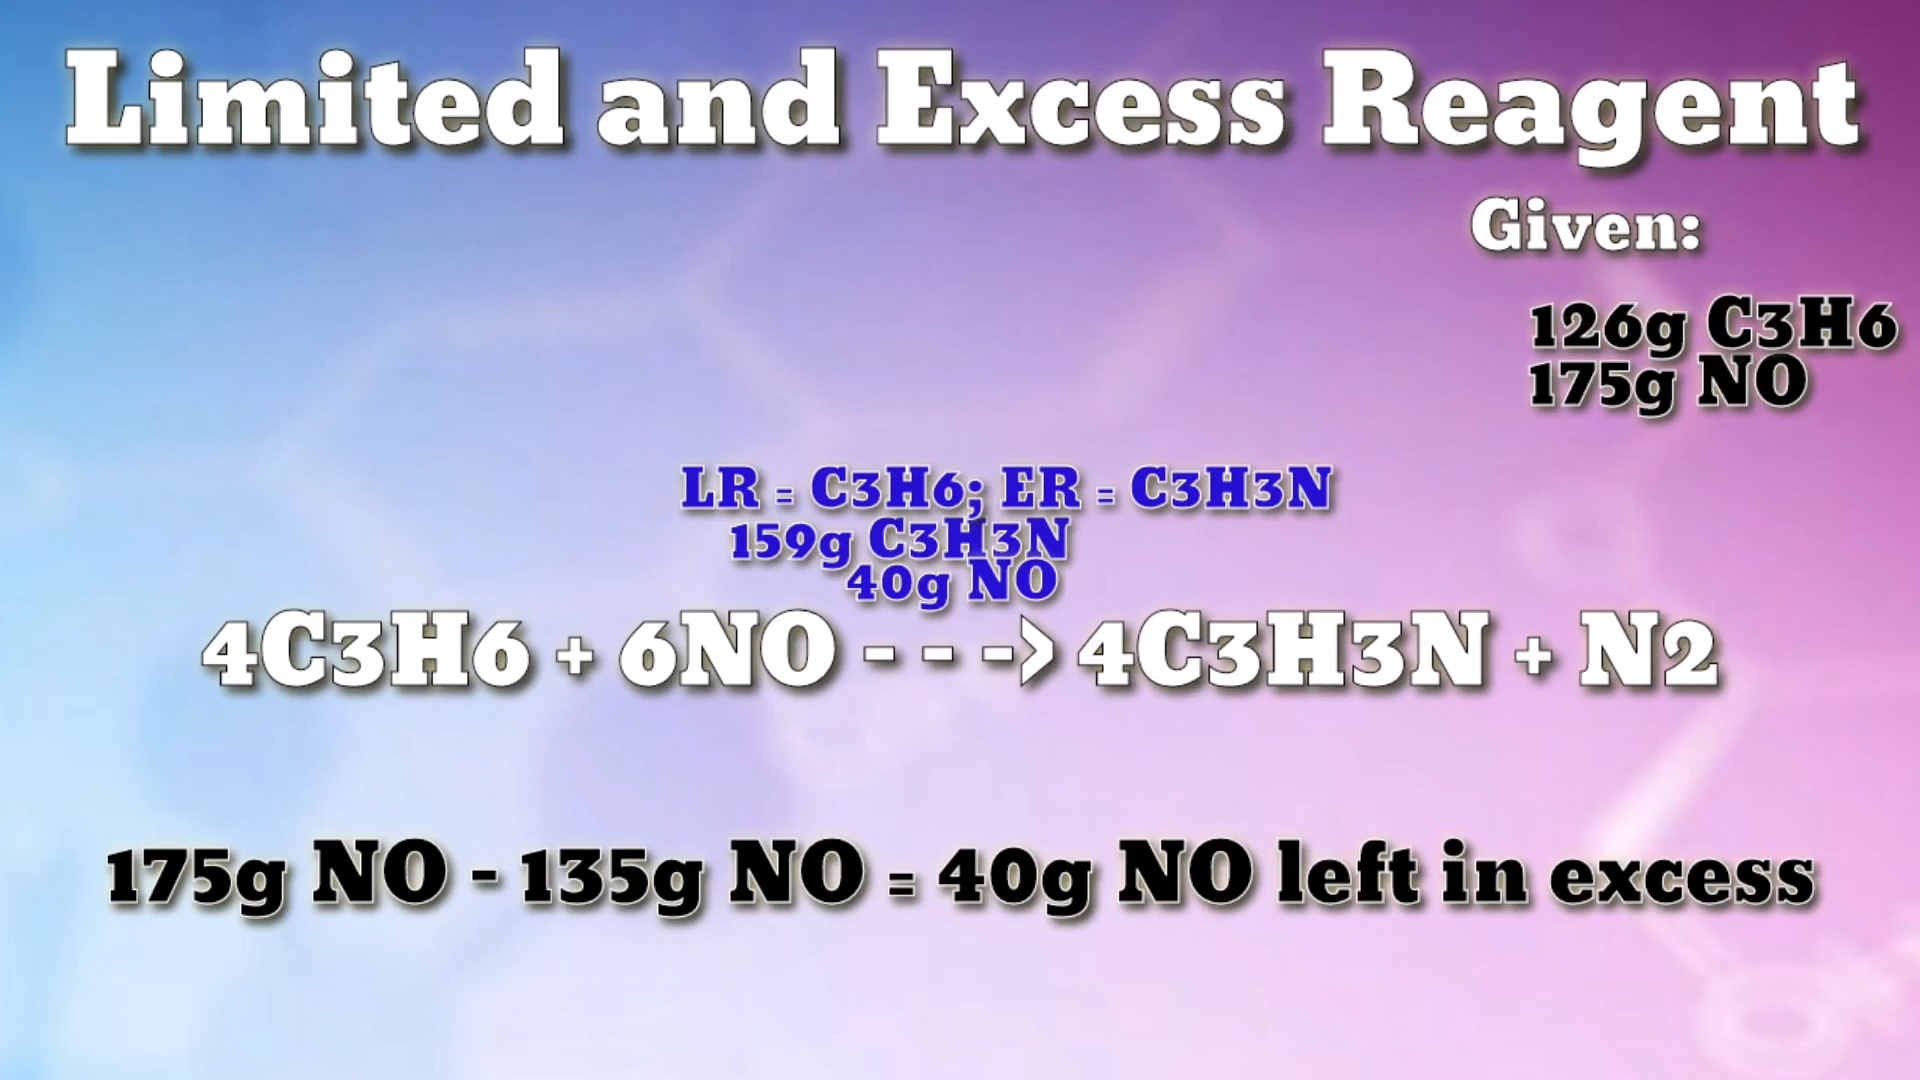 Limited and Excess Reagent
Given:
126g C3H6
175g NO
LR = C3H6; ER = C3H3N
159g C3H3N
40g NO
4C3H6 + 6NO - - -> 4C3H3N + N2
175g NO - 135g NO = 40g NO left in excess